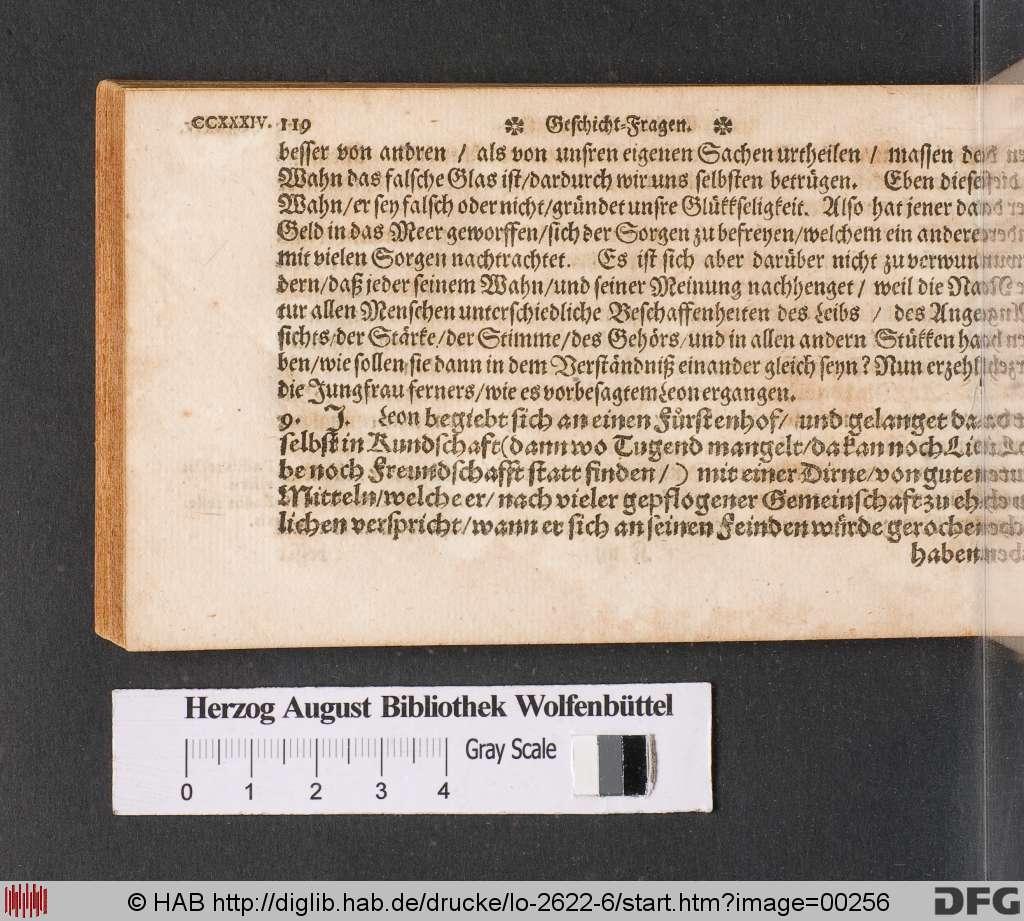 CCXXXIV. 119 ✽ Geschicht-Fragen. ✽
besser von andren / als von unsren eigenen Sachen urtheilen / massen der
Wahn das falsche Glas ist/dardurch wir uns selbsten betrügen. Eben dieser
Wahn/er sey falsch oder nicht/gründet unsre Glükkseligkeit. Also hat jener das
Geld in das Meer geworffen/sich der Sorgen zu befreyen/welchem ein anderer
mit vielen Sorgen nachtrachtet. Es ist sich aber darüber nicht zu verwun-
dern/daß jeder seinem Wahn/und seiner Meinung nachhenget / weil die Na-
tur allen Menschen unterschiedliche Beschaffenheiten des Leibs / des Ange-
sichts/der Stärke/der Stimme/des Gehörs/und in allen andern Stükken ha-
ben/wie sollen sie dann in dem Verständniß einander gleich seyn? Nun erzehlt
die Jungfrau ferners/wie es vorbesagtem Leon ergangen.
9. J. Leon begiebt sich an einen Fürstenhof/ und gelanget da-
selbst in Kundschaft(dann wo Tugend mangelt/da kan noch Lie-
be noch Freundschafft statt finden/) mit einer Dirne/von guten
Mitteln/welche er/nach vieler gepflogener Gemeinschaft zu eh-
lichen verspricht/wann er sich an seinen Feinden würde gerochen
haben
Herzog August Bibliothek Wolfenbüttel
Gray Scale
0 1 2 3 4
© HAB http://diglib.hab.de/drucke/lo-2622-6/start.htm?image=00256
DFG